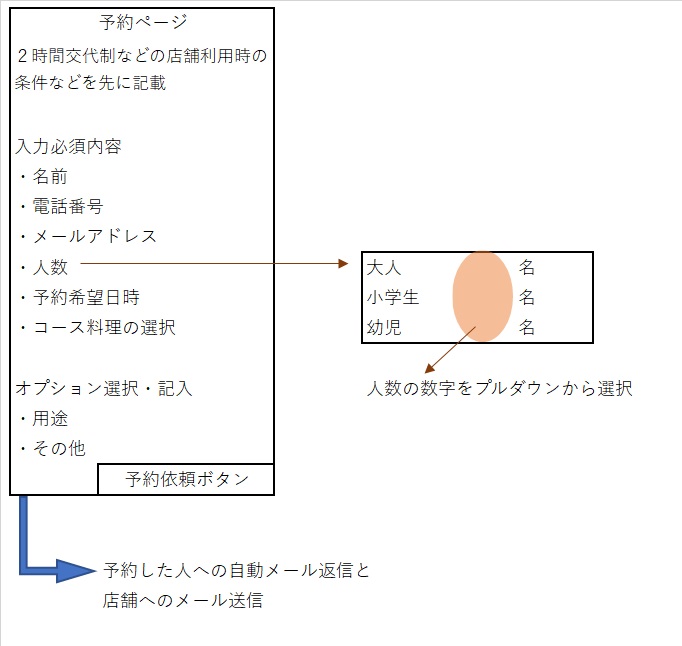 予約ページ
２時間交代制などの店舗利用時の
条件などを先に記載
入力必須内容
・名前
・電話番号
・メールアドレス
・人数
・予約希望日時
・コース料理の選択
オプション選択・記入
・用途
・その他
予約依頼ボタン
大人 名
小学生 名
幼児 名
人数の数字をプルダウンから選択
予約した人への自動メール返信と
店舗へのメール送信